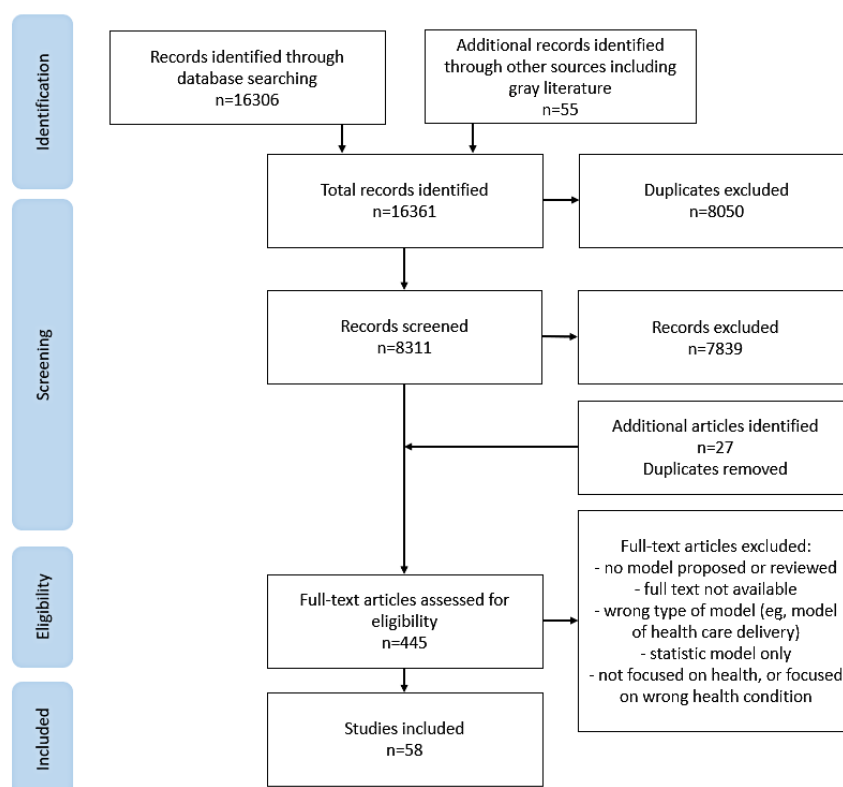 Identification
Records identified through
database searching
n=16306
Additional records identified
through other sources including
gray literature
n=55
Total records identified
n=16361
Duplicates excluded
n=8050
Screening
Records screened
n=8311
Records excluded
n=7839
Additional articles identified
n=27
Duplicates removed
Eligibility
Full-text articles assessed for
eligibility
n=445
Full-text articles excluded:
- no model proposed or reviewed
- full text not available
- wrong type of model (eg, model
of health care delivery)
- statistic model only
- not focused on health, or focused
on wrong health condition
Included
Studies included
n=58